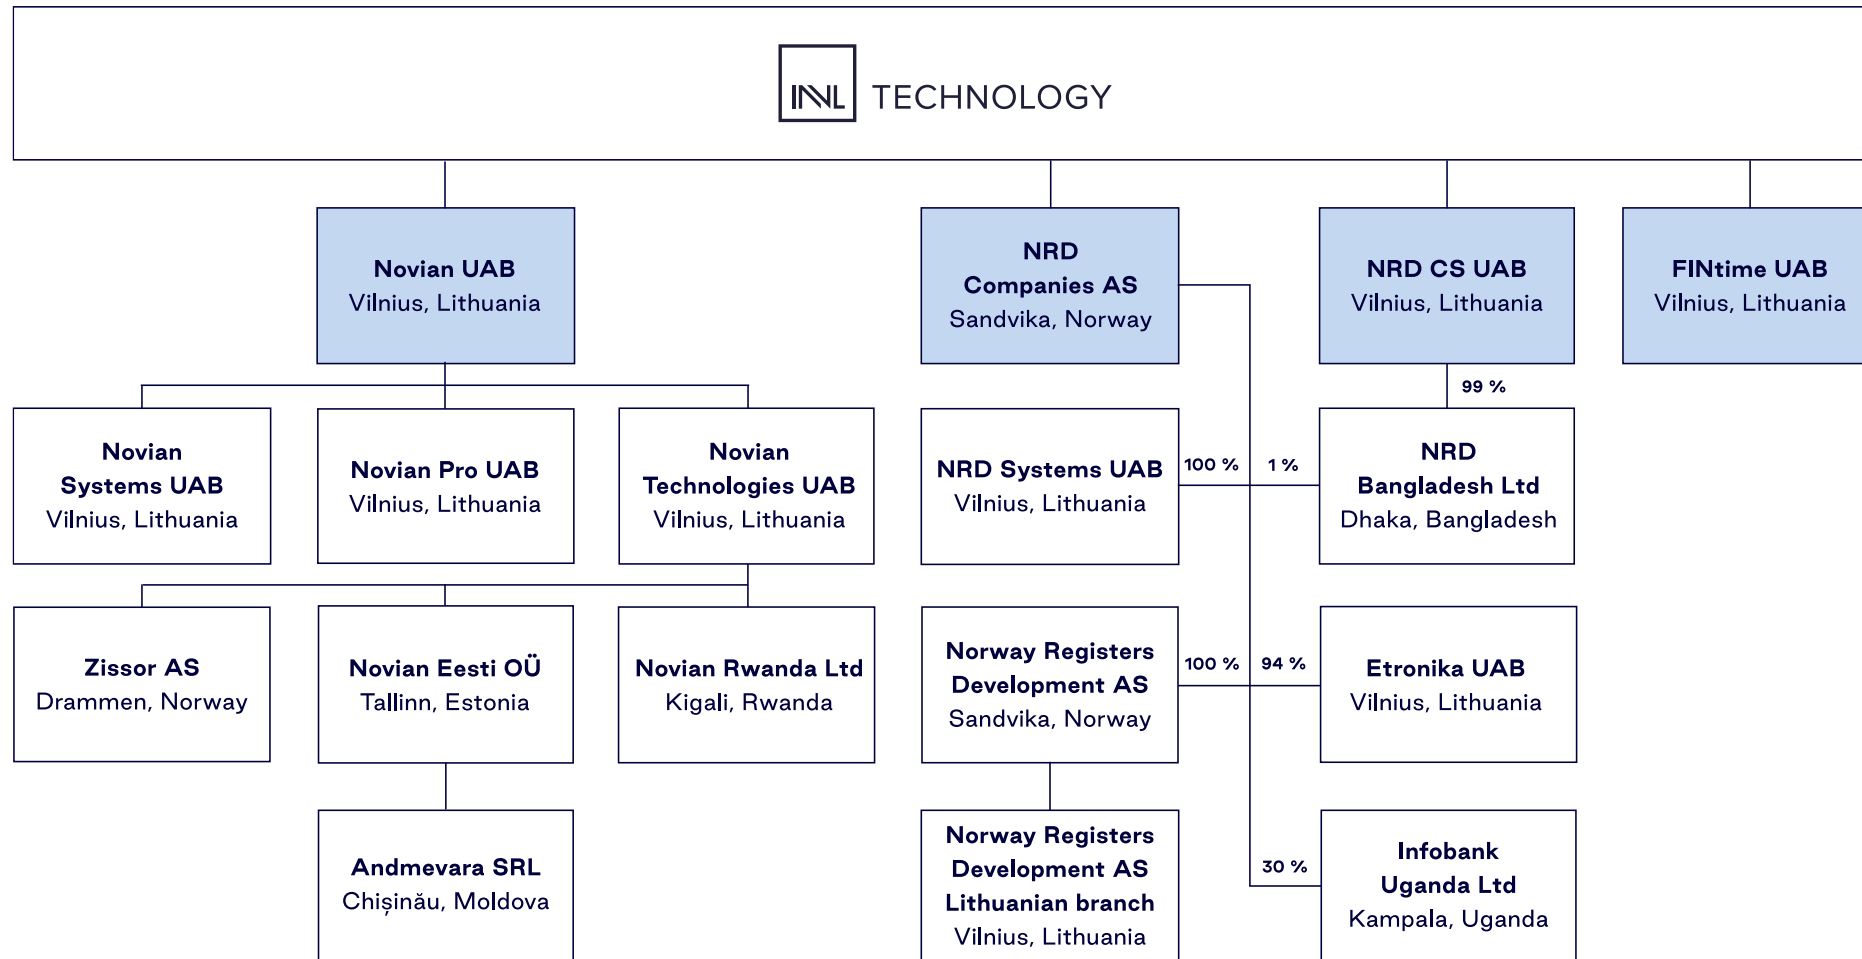 INVL TECHNOLOGY
Novian UAB
Vilnius, Lithuania
NRD
Companies AS
Sandvika, Norway
NRD CS UAB
Vilnius, Lithuania
FINtime UAB
Vilnius, Lithuania
99 %
Novian
Systems UAB
Vilnius, Lithuania
Novian Pro UAB
Vilnius, Lithuania
Novian
Technologies UAB
Vilnius, Lithuania
NRD Systems UAB
Vilnius, Lithuania
100 %
1 %
NRD
Bangladesh Ltd
Dhaka, Bangladesh
Zissor AS
Drammen, Norway
Novian Eesti OÜ
Tallinn, Estonia
Novian Rwanda Ltd
Kigali, Rwanda
Norway Registers
Development AS
Sandvika, Norway
100 %
94 %
Etronika UAB
Vilnius, Lithuania
Andmevara SRL
Chișinău, Moldova
Norway Registers
Development AS
Lithuanian branch
Vilnius, Lithuania
30 %
Infobank
Uganda Ltd
Kampala, Uganda